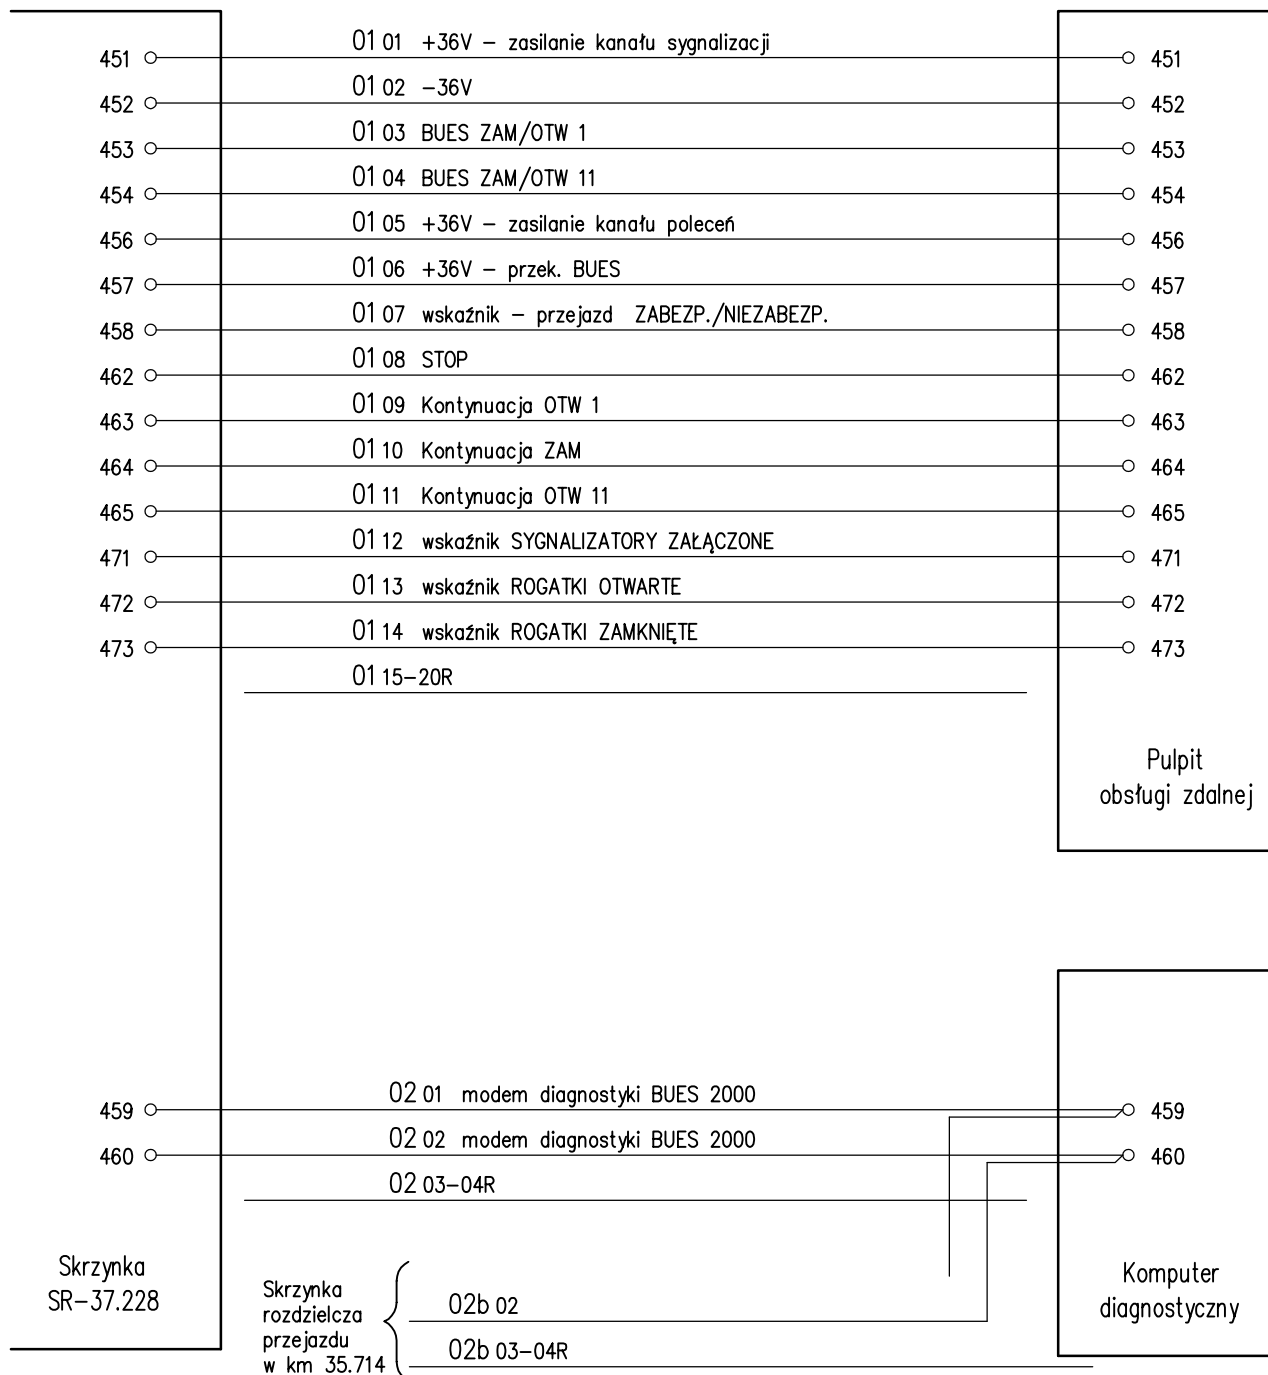 451 01 01 +36V – zasilanie kanału sygnalizacji 451
452 01 02 –36V 452
453 01 03 BUES ZAM/OTW 1 453
454 01 04 BUES ZAM/OTW 11 454
456 01 05 +36V – zasilanie kanału poleceń 456
457 01 06 +36V – przek. BUES 457
458 01 07 wskaźnik – przejazd ZABEZP./NIEZABEZP. 458
462 01 08 STOP 462
463 01 09 Kontynuacja OTW 1 463
464 01 10 Kontynuacja ZAM 464
465 01 11 Kontynuacja OTW 11 465
471 01 12 wskaźnik SYGNALIZATORY ZAŁĄCZONE 471
472 01 13 wskaźnik ROGATKI OTWARTE 472
473 01 14 wskaźnik ROGATKI ZAMKNIĘTE 473
01 15–20R
Pulpit
obsługi zdalnej
459 02 01 modem diagnostyki BUES 2000 459
460 02 02 modem diagnostyki BUES 2000 460
02 03–04R
Skrzynka
SR–37.228
Skrzynka
rozdzielcza
przejazdu
w km 35.714
02b 02
02b 03–04R
Komputer
diagnostyczny